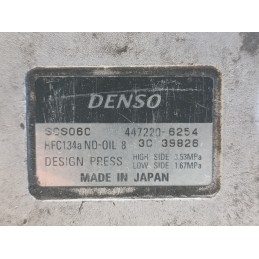 DENSO
SCS06C 447220-6254
HFC134a ND-OIL 8 3C 39826
DESIGN PRESS HIGH SIDE 3.53MPa
LOW SIDE 1.67MPa
MADE IN JAPAN